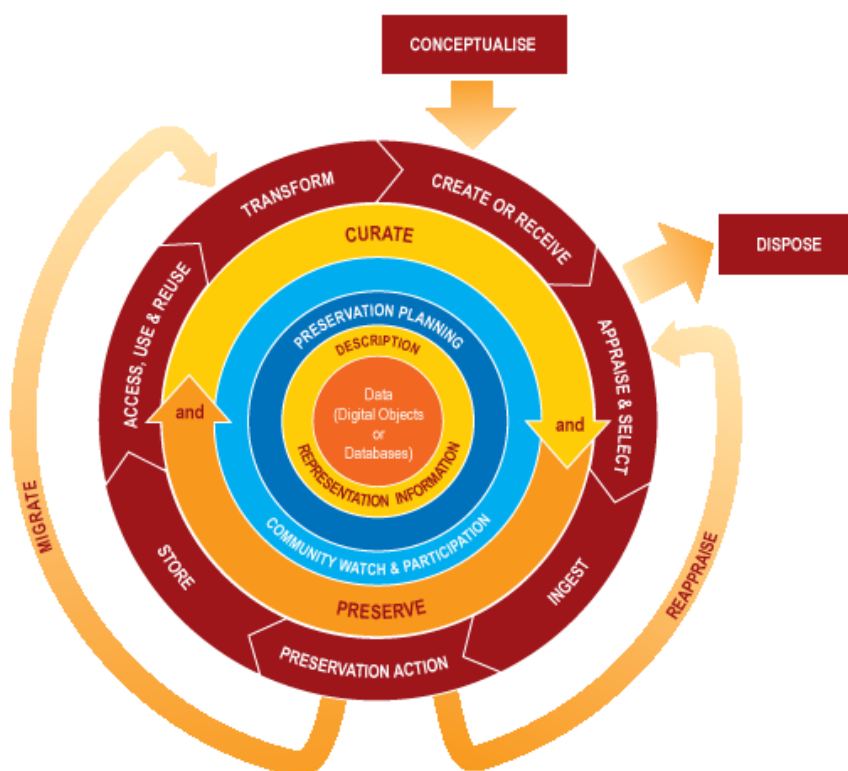 CONCEPTUALISE
DISPOSE
TRANSFORM
CREATE OR RECEIVE
APPRAISE & SELECT
INGEST
PRESERVATION ACTION
STORE
ACCESS, USE & REUSE
CURATE
and
PRESERVE
and
COMMUNITY WATCH & PARTICIPATION
PRESERVATION PLANNING
DESCRIPTION
REPRESENTATION INFORMATION
Data
(Digital Objects
or
Databases)
MIGRATE
REAPPRAISE